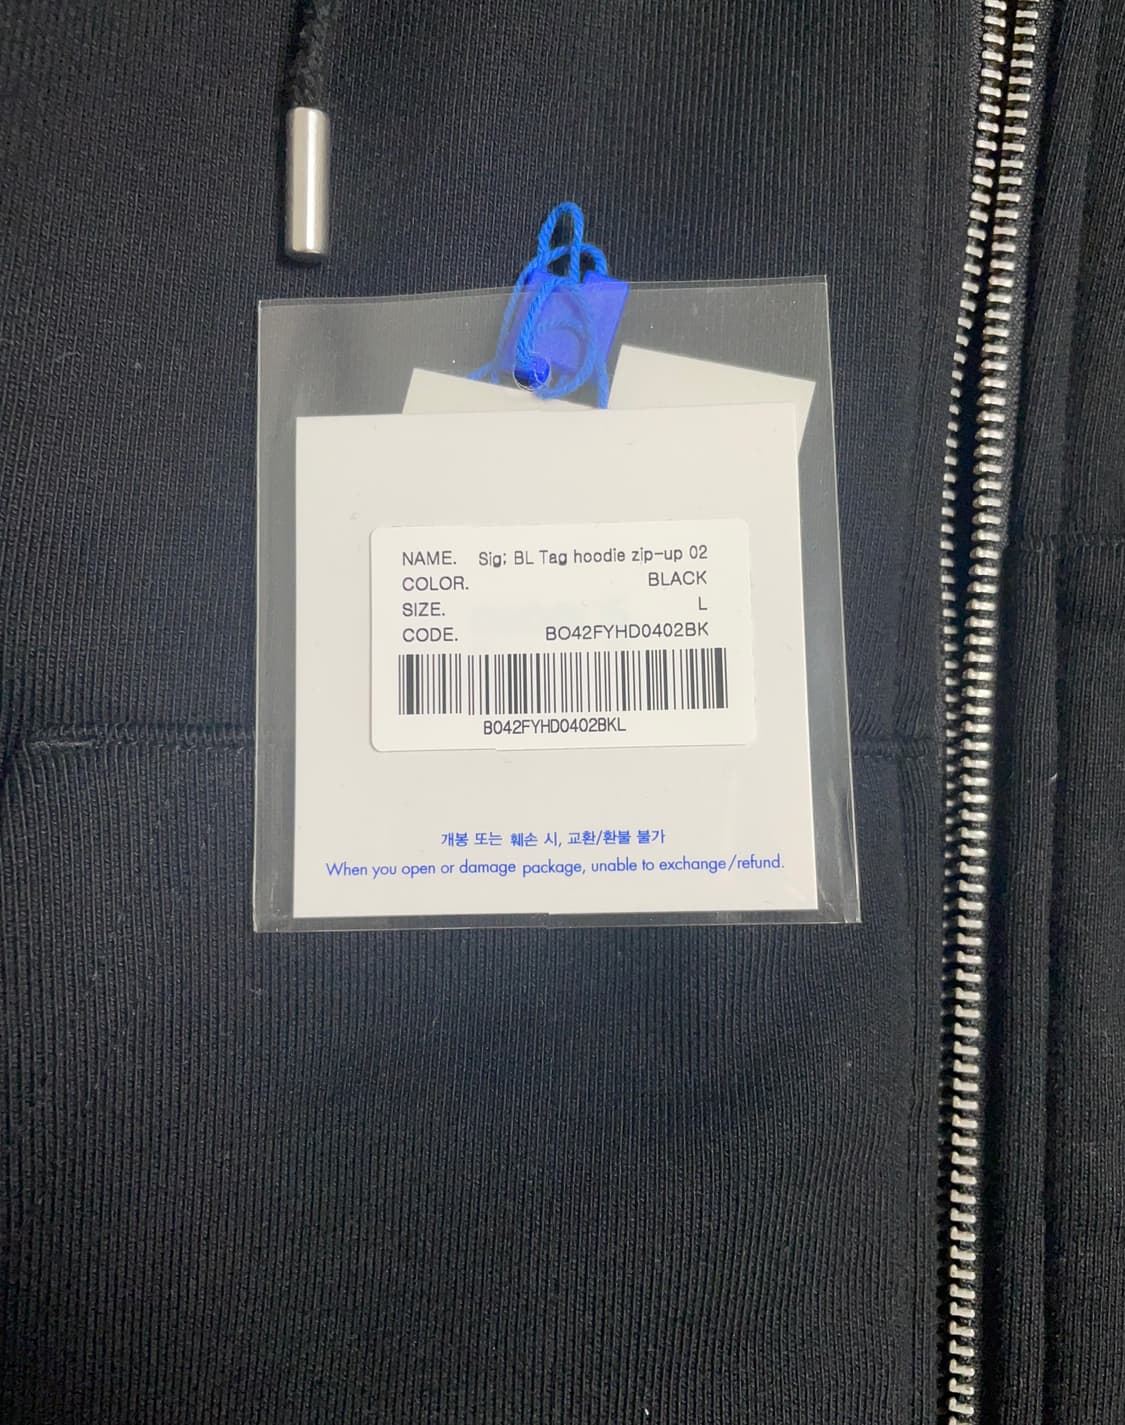 NAME. Sig; BL Tag hoodie zip-up 02
COLOR. BLACK
SIZE. L
CODE. BO42FYHD0402BK
BO42FYHD0402BKL
개봉 또는 훼손 시, 교환/환불 불가
When you open or damage package, unable to exchange/refund.